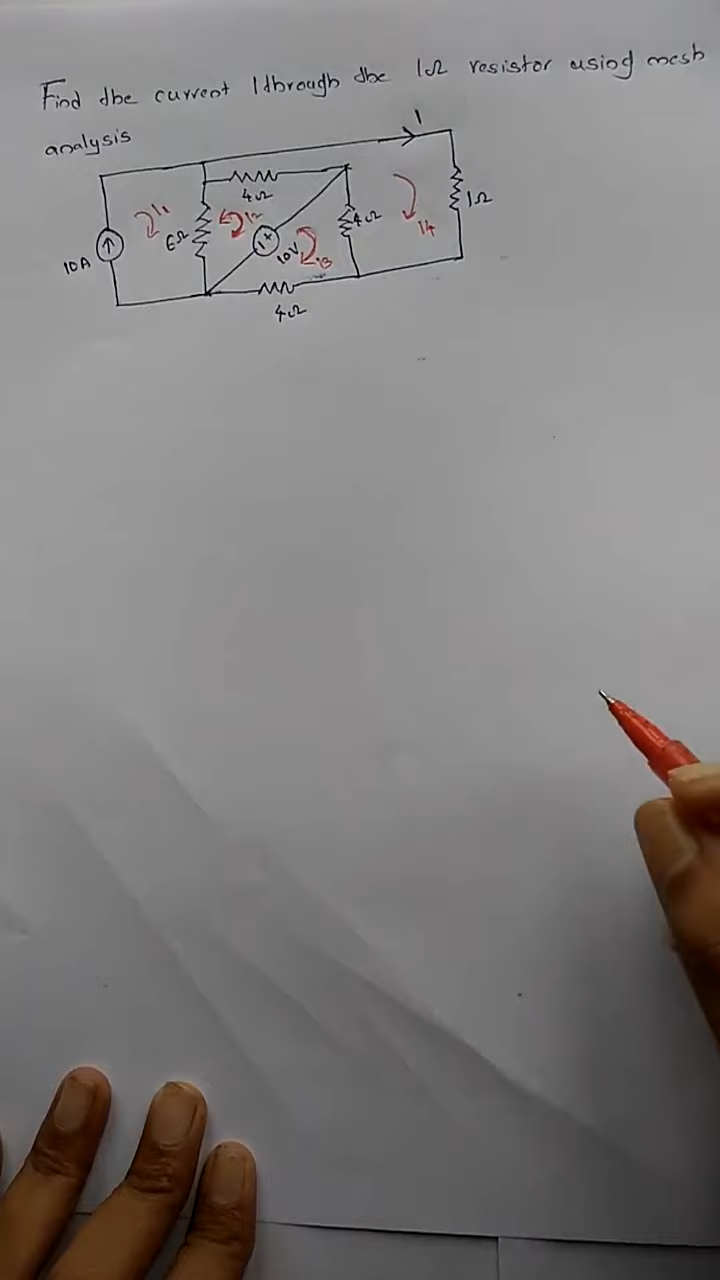 Find the current I through the 1Ω resistor using mesh
analysis
I
4Ω
I1
I2
6Ω
4Ω
I4
1Ω
10A
- +
10V
I3
4Ω